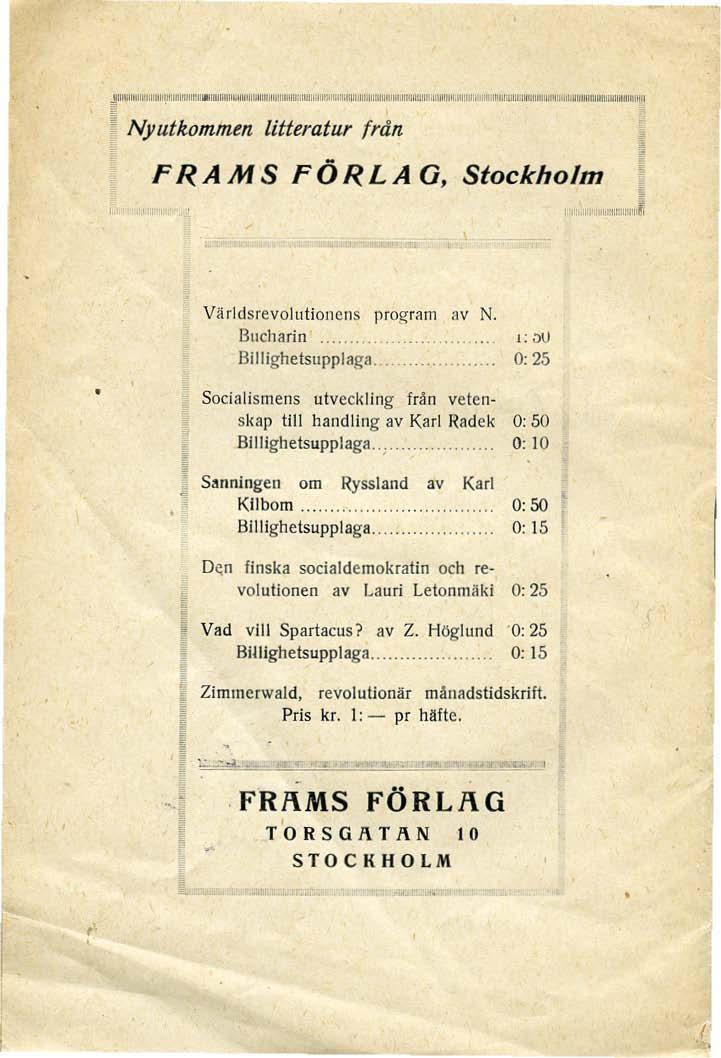 Nyutkommen litteratur från
FRAMS FÖRLAG, Stockholm
Världsrevolutionens program av N.
Bucharin .............................. 1: 50
Billighetsupplaga..................... 0: 25
Socialismens utveckling från veten-
skap till handling av Karl Radek 0: 50
Billighetsupplaga..................... 0: 10
Sanningen om Ryssland av Karl
Kilbom ................................. 0: 50
Billighetsupplaga..................... 0: 15
Den finska socialdemokratin och re-
volutionen av Lauri Letonmäki 0: 25
Vad vill Spartacus? av Z. Höglund 0: 25
Billighetsupplaga..................... 0: 15
Zimmerwald, revolutionär månadstidskrift.
Pris kr. 1: — pr häfte.
FRAMS FÖRLAG
TORSGATAN 10
STOCKHOLM